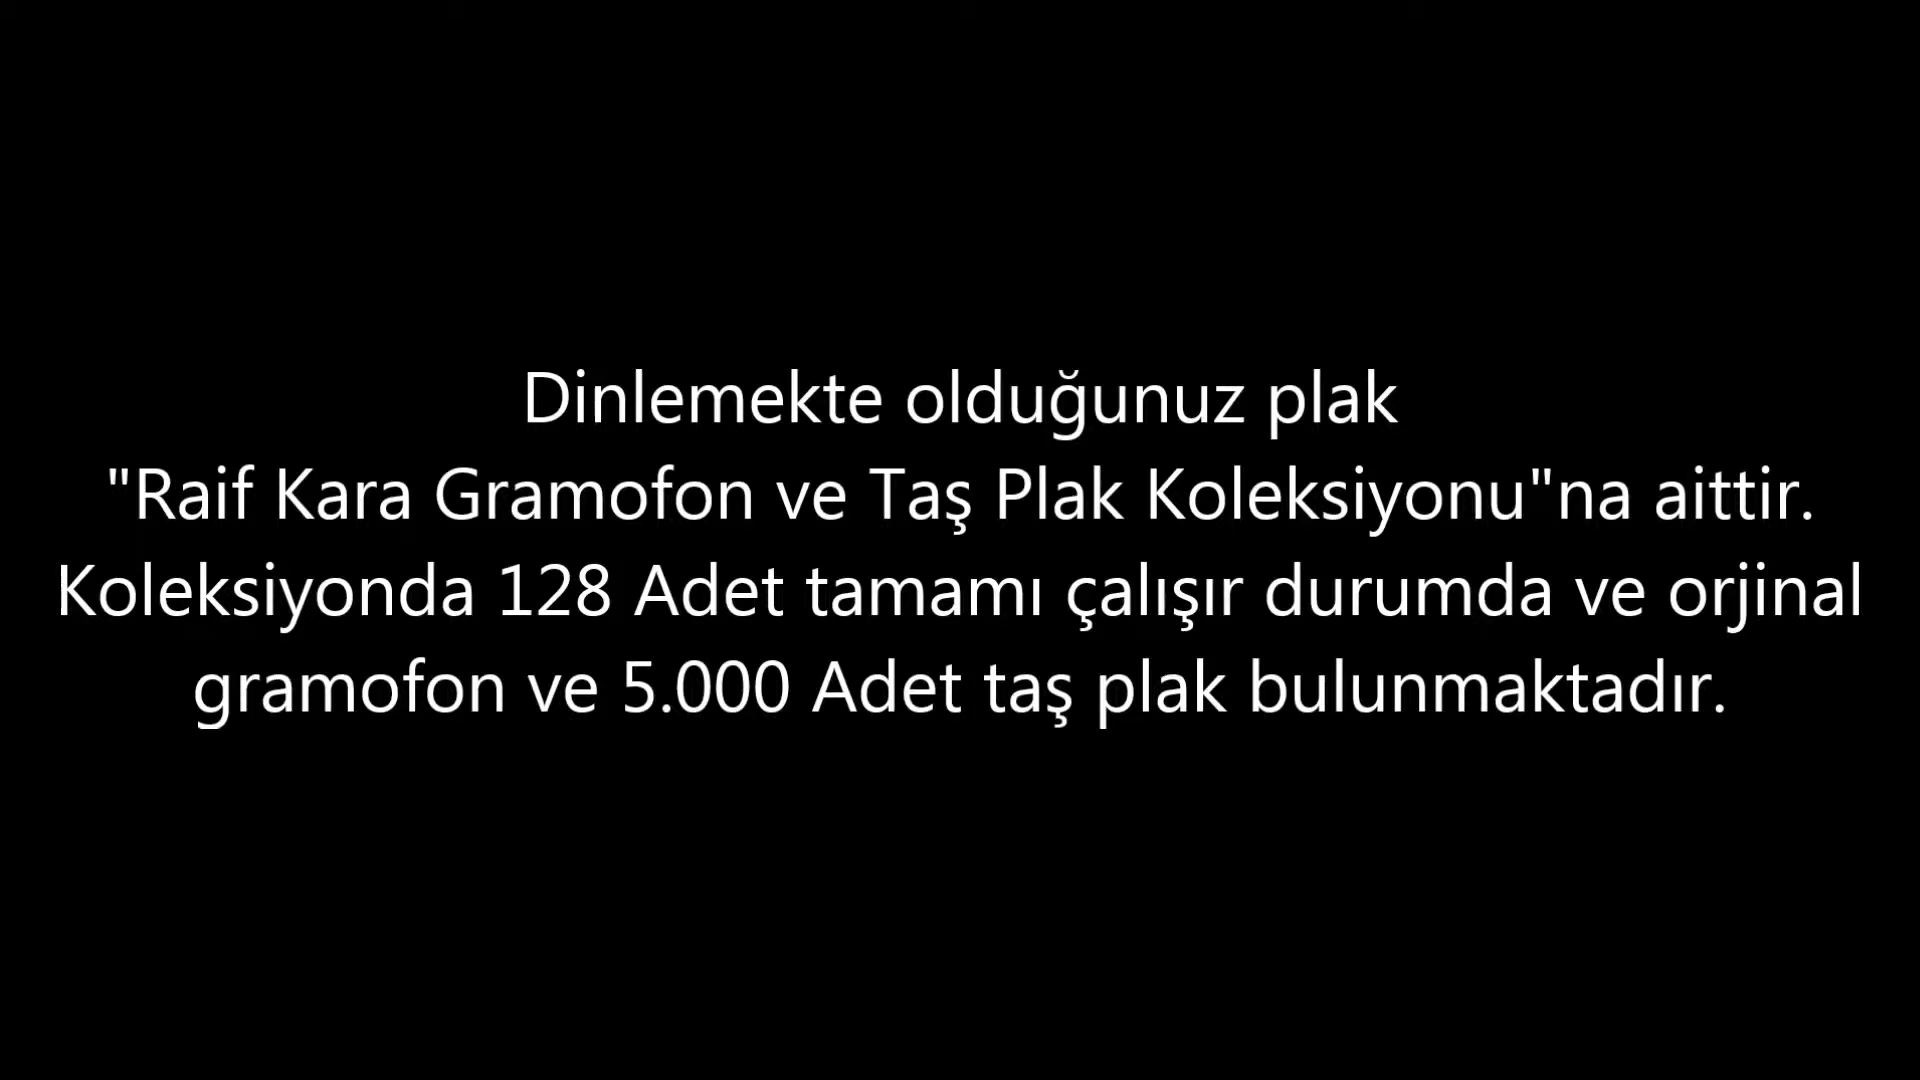 Dinlemekte olduğunuz plak
"Raif Kara Gramofon ve Taş Plak Koleksiyonu"na aittir.
Koleksiyonda 128 Adet tamamı çalışır durumda ve orjinal
gramofon ve 5.000 Adet taş plak bulunmaktadır.